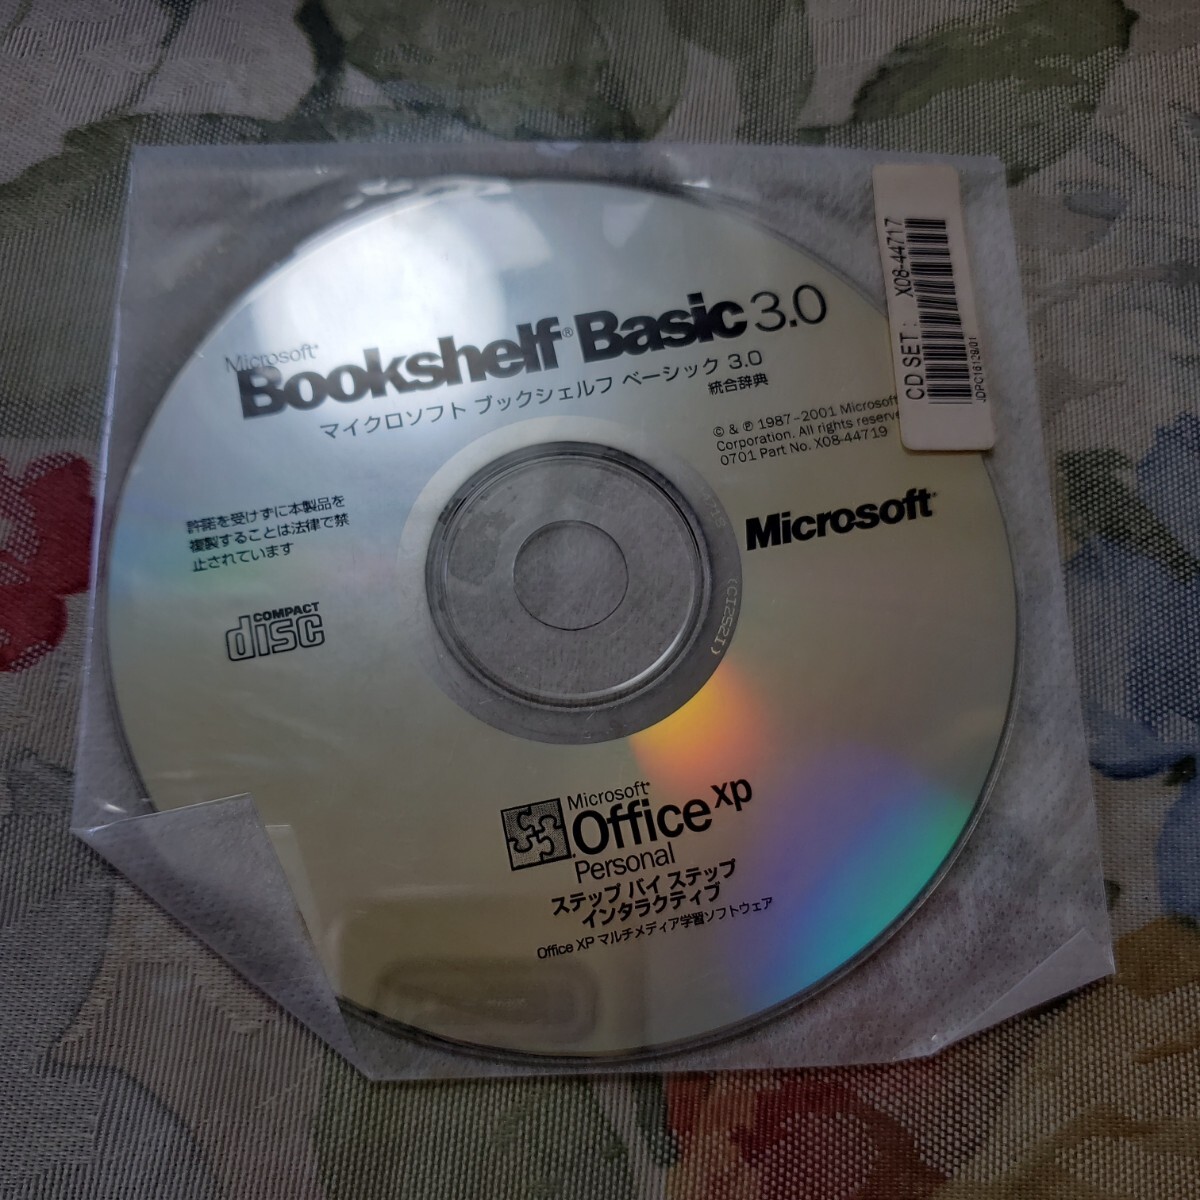 Microsoft®
Bookshelf® Basic 3.0
マイクロソフト ブックシェルフ ベーシック 3.0
統合辞典
© & ℗ 1987–2001 Microsoft
Corporation. All rights reserve
0701 Part No. X08-44719
CD SET : X08-44717
許諾を受けずに本製品を
複製することは法律で禁
止されています
COMPACT
disc
Microsoft®
Microsoft®
Office xp
Personal
ステップ バイ ステップ
インタラクティブ
Office XP マルチメディア学習ソフトウェア